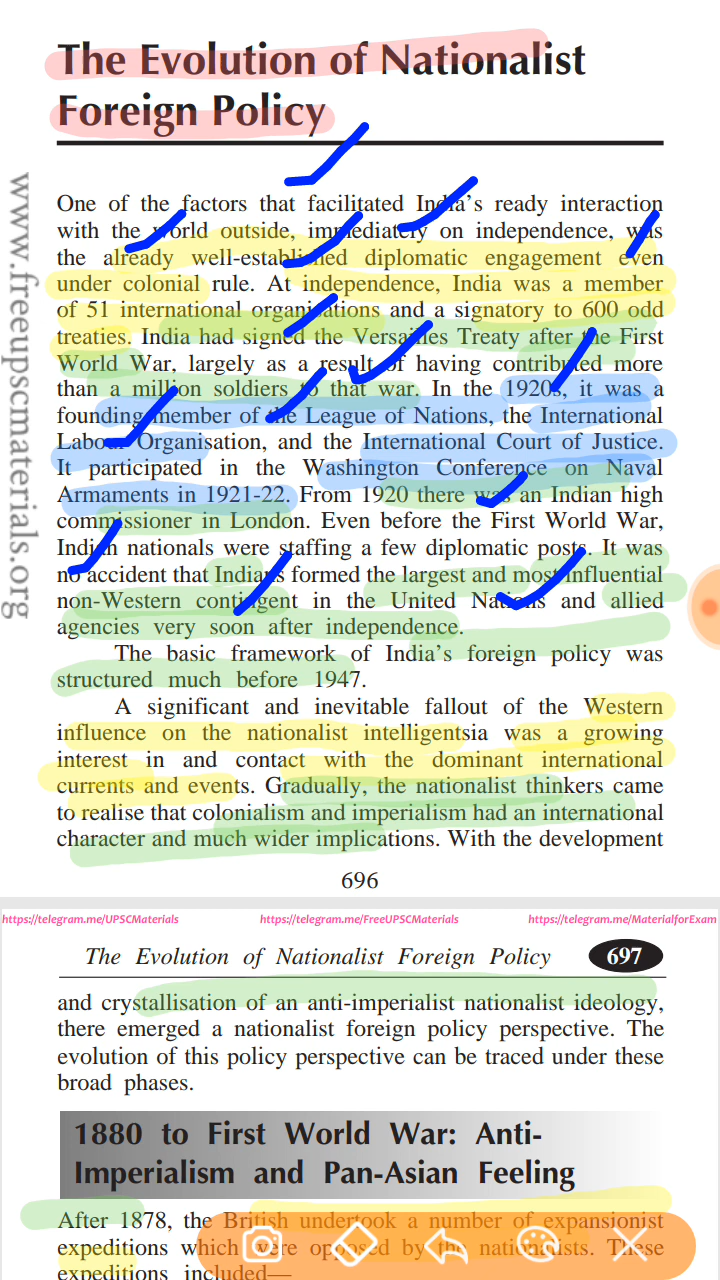 The Evolution of Nationalist
Foreign Policy
One of the factors that facilitated India's ready interaction
with the world outside, immediately on independence, was
the already well-established diplomatic engagement even
under colonial rule. At independence, India was a member
of 51 international organisations and a signatory to 600 odd
treaties. India had signed the Versailles Treaty after the First
World War, largely as a result of having contributed more
than a million soldiers to that war. In the 1920s, it was a
founding member of the League of Nations, the International
Labour Organisation, and the International Court of Justice.
It participated in the Washington Conference on Naval
Armaments in 1921-22. From 1920 there was an Indian high
commissioner in London. Even before the First World War,
Indian nationals were staffing a few diplomatic posts. It was
no accident that Indians formed the largest and most influential
non-Western contingent in the United Nations and allied
agencies very soon after independence.
The basic framework of India's foreign policy was
structured much before 1947.
A significant and inevitable fallout of the Western
influence on the nationalist intelligentsia was a growing
interest in and contact with the dominant international
currents and events. Gradually, the nationalist thinkers came
to realise that colonialism and imperialism had an international
character and much wider implications. With the development
696
www.freeupscmaterials.org
https://telegram.me/UPSCMaterials https://telegram.me/FreeUPSCMaterials https://telegram.me/MaterialforExam
The Evolution of Nationalist Foreign Policy 697
and crystallisation of an anti-imperialist nationalist ideology,
there emerged a nationalist foreign policy perspective. The
evolution of this policy perspective can be traced under these
broad phases.
1880 to First World War: Anti-
Imperialism and Pan-Asian Feeling
After 1878, the British undertook a number of expansionist
expeditions which were opposed by the nationalists. These
expeditions included—